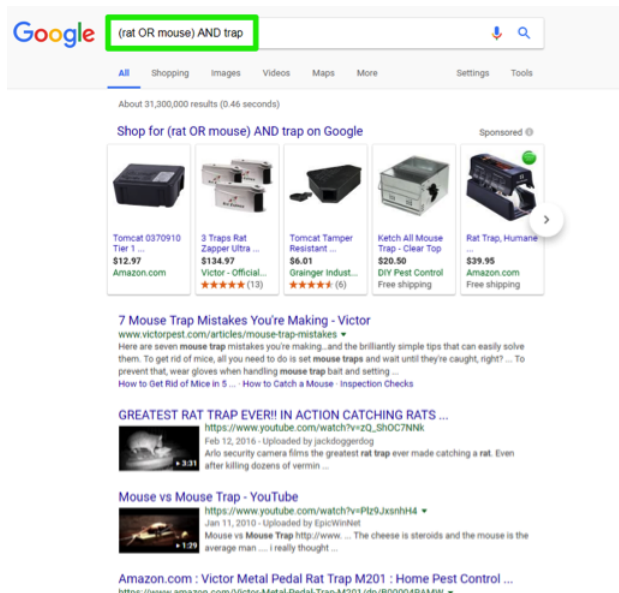 Google
(rat OR mouse) AND trap
All Shopping Images Videos Maps More Settings Tools
About 31,300,000 results (0.46 seconds)
Shop for (rat OR mouse) AND trap on Google Sponsored
Tomcat 0370910 Tier 1 ...
$12.97
Amazon.com
3 Traps Rat Zapper Ultra ...
$134.97
Victor - Official...
(13)
Tomcat Tamper Resistant ...
$6.01
Grainger Indust...
(6)
Ketch All Mouse Trap - Clear Top
$20.50
DIY Pest Control
Free shipping
Rat Trap, Humane ...
$39.95
Amazon.com
Free shipping
7 Mouse Trap Mistakes You're Making - Victor
www.victorpest.com/articles/mouse-trap-mistakes
Here are seven mouse trap mistakes you're making...and the brilliantly simple tips that can easily solve
them. To get rid of mice, all you need to do is set mouse traps and wait until they're caught, right? ... To
prevent that, wear gloves when handling mouse trap bait and setting ...
How to Get Rid of Mice in 5 ... · How to Catch a Mouse · Inspection Checks
GREATEST RAT TRAP EVER!! IN ACTION CATCHING RATS ...
https://www.youtube.com/watch?v=zQ_ShOC7NNk
Feb 12, 2016 - Uploaded by jackdoggerdog
Arlo security camera films the greatest rat trap ever made catching a rat. Even
after killing dozens of vermin ...
3:31
Mouse vs Mouse Trap - YouTube
https://www.youtube.com/watch?v=Plz9JxsnhH4
Jan 11, 2010 - Uploaded by EpicWinNet
Mouse vs Mouse Trap http://www. ... The cheese is steroids and the mouse is the
average man .... i really thought ...
1:29
Amazon.com : Victor Metal Pedal Rat Trap M201 : Home Pest Control ...